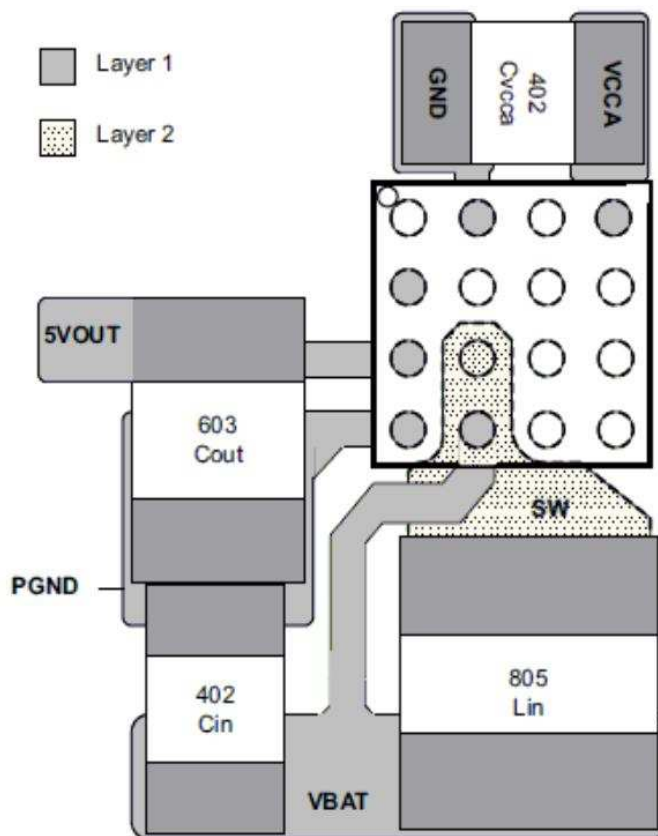 Layer 1
Layer 2
GND
402
Cvcca
VCCA
5VOUT
603
Cout
SW
PGND
402
Cin
805
Lin
VBAT